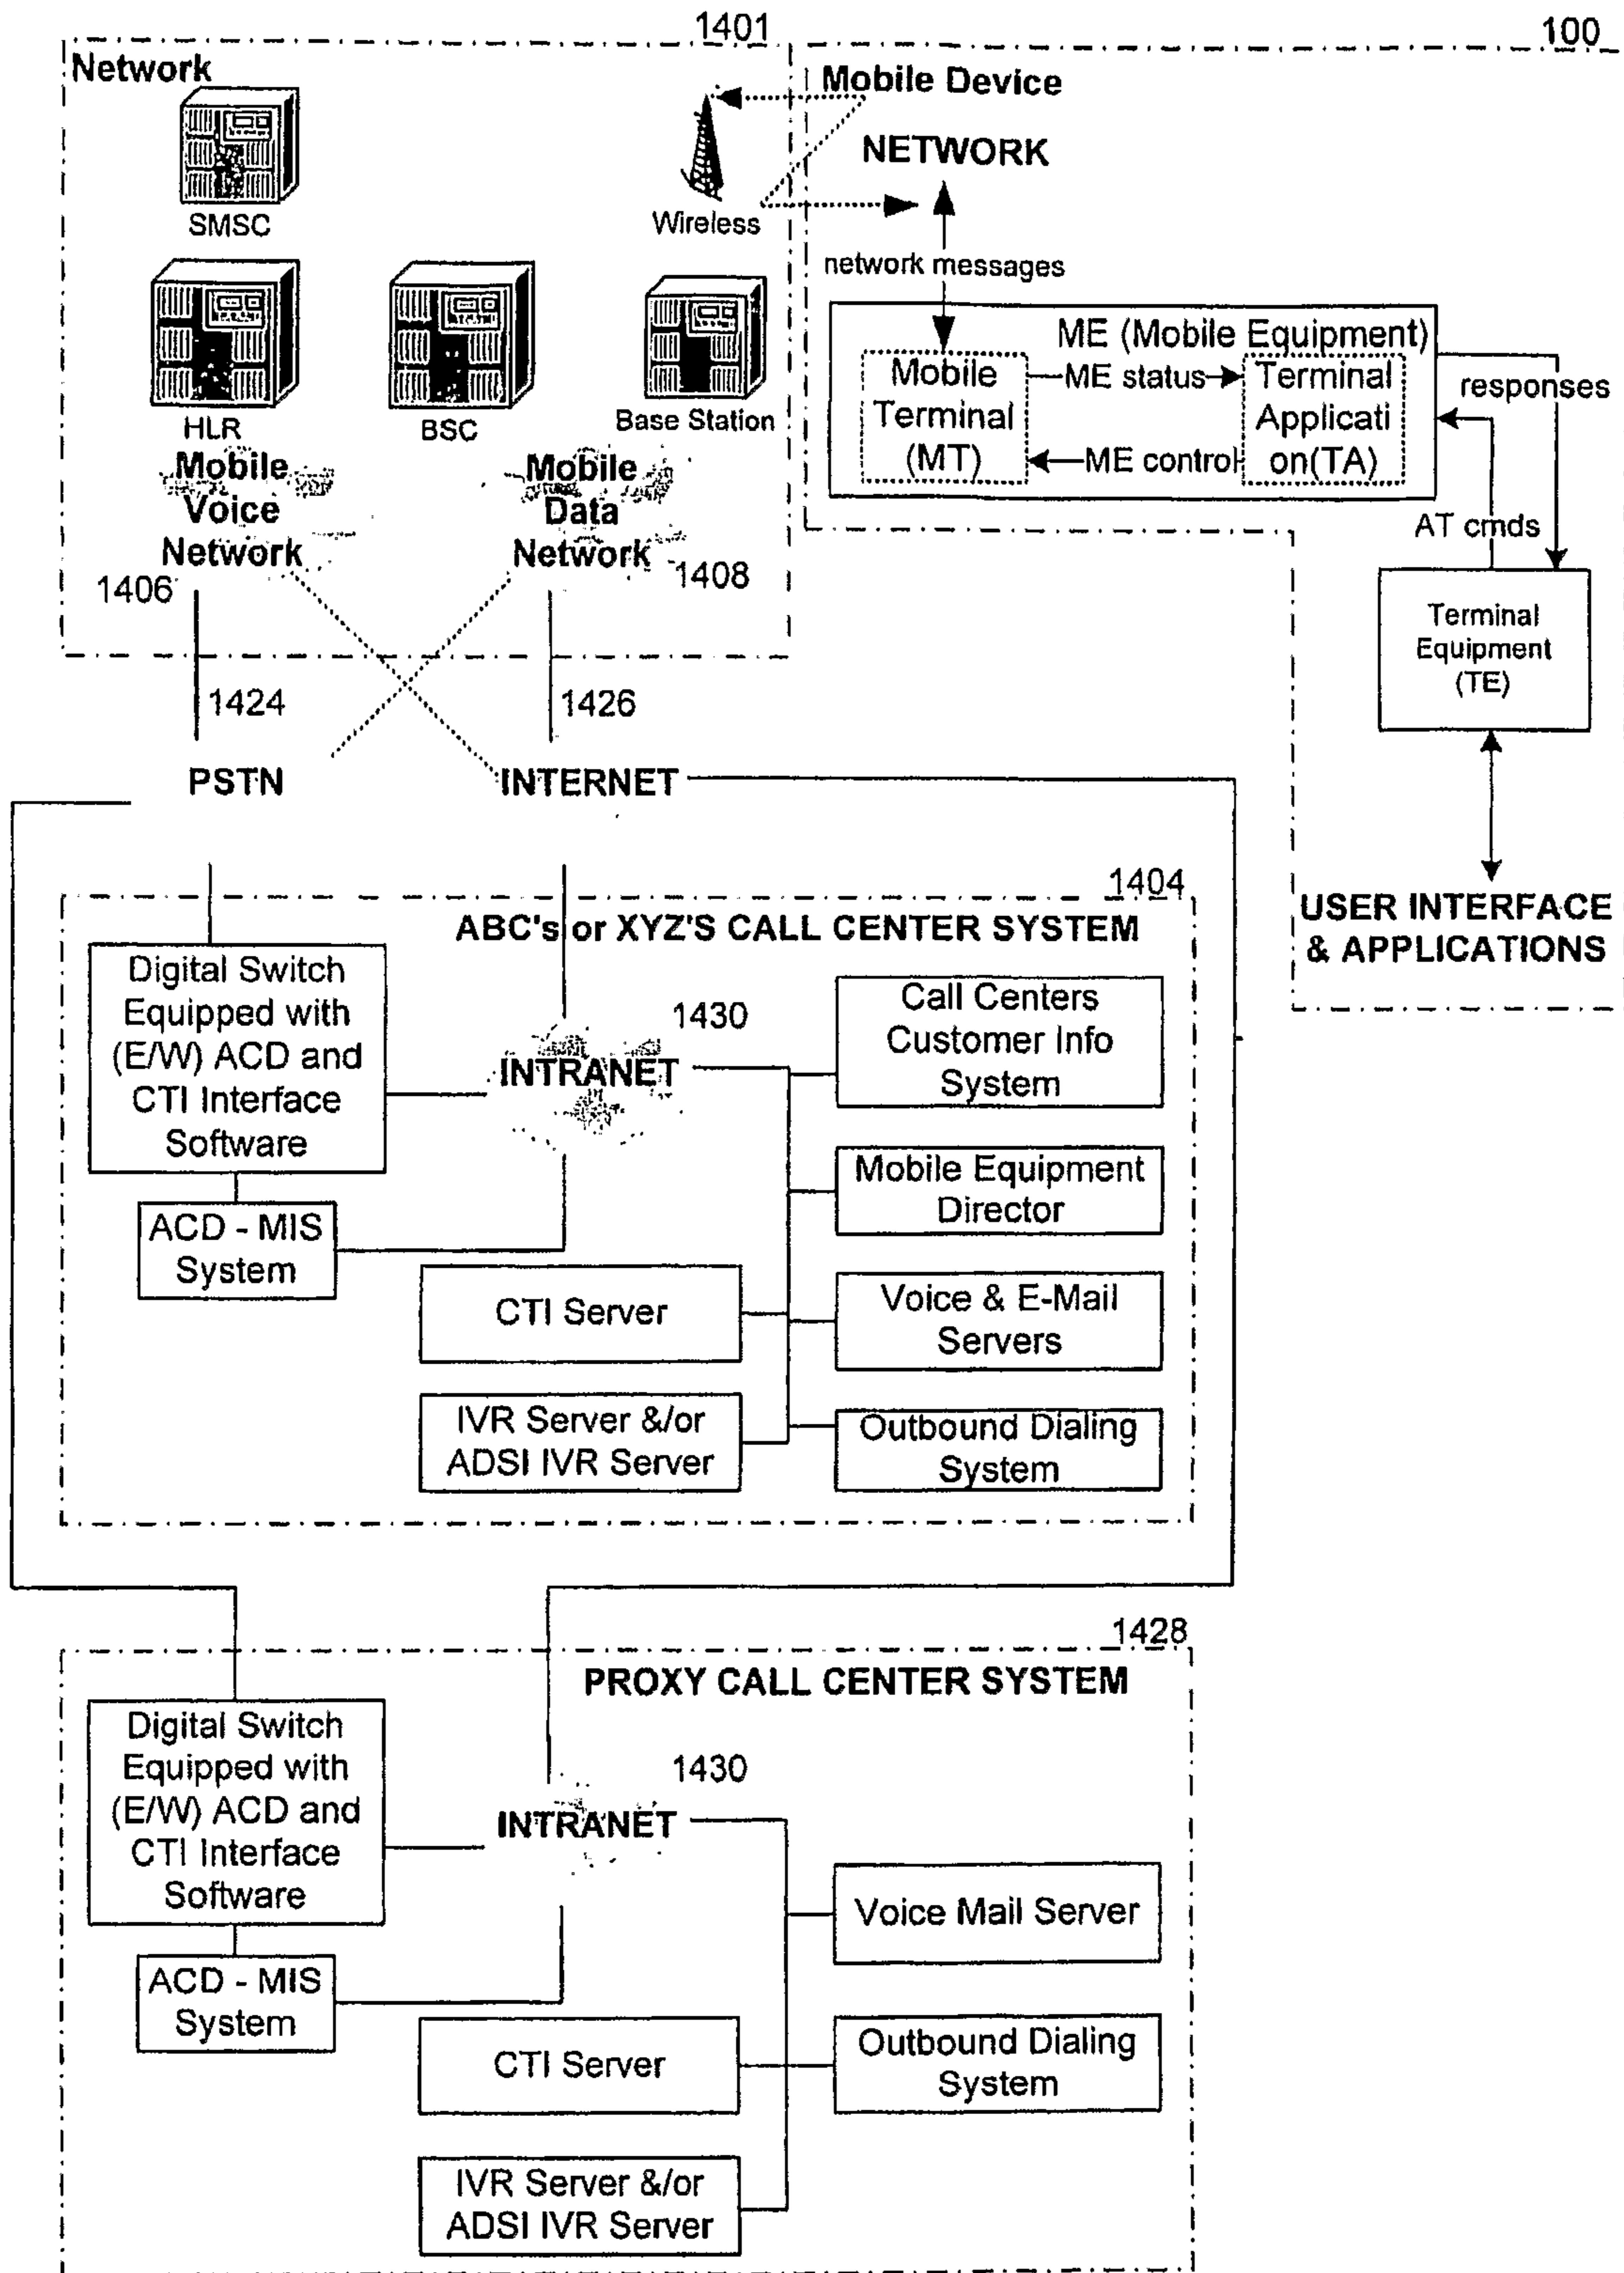 1401
100
Network
Mobile Device
SMSC
Wireless
NETWORK
network messages
HLR
BSC
Base Station
ME (Mobile Equipment)
Mobile
Terminal
(MT)
ME status
ME control
Terminal
Applicati
on(TA)
responses
AT cmds
Terminal
Equipment
(TE)
USER INTERFACE
& APPLICATIONS
Mobile
Voice
Network
1406
Mobile
Data
Network
1408
1424
1426
PSTN
INTERNET
1404
ABC's or XYZ'S CALL CENTER SYSTEM
Digital Switch
Equipped with
(E/W) ACD and
CTI Interface
Software
1430
INTRANET
Call Centers
Customer Info
System
Mobile Equipment
Director
ACD - MIS
System
CTI Server
Voice & E-Mail
Servers
IVR Server &/or
ADSI IVR Server
Outbound Dialing
System
1428
PROXY CALL CENTER SYSTEM
Digital Switch
Equipped with
(E/W) ACD and
CTI Interface
Software
1430
INTRANET
Voice Mail Server
ACD - MIS
System
CTI Server
Outbound Dialing
System
IVR Server &/or
ADSI IVR Server